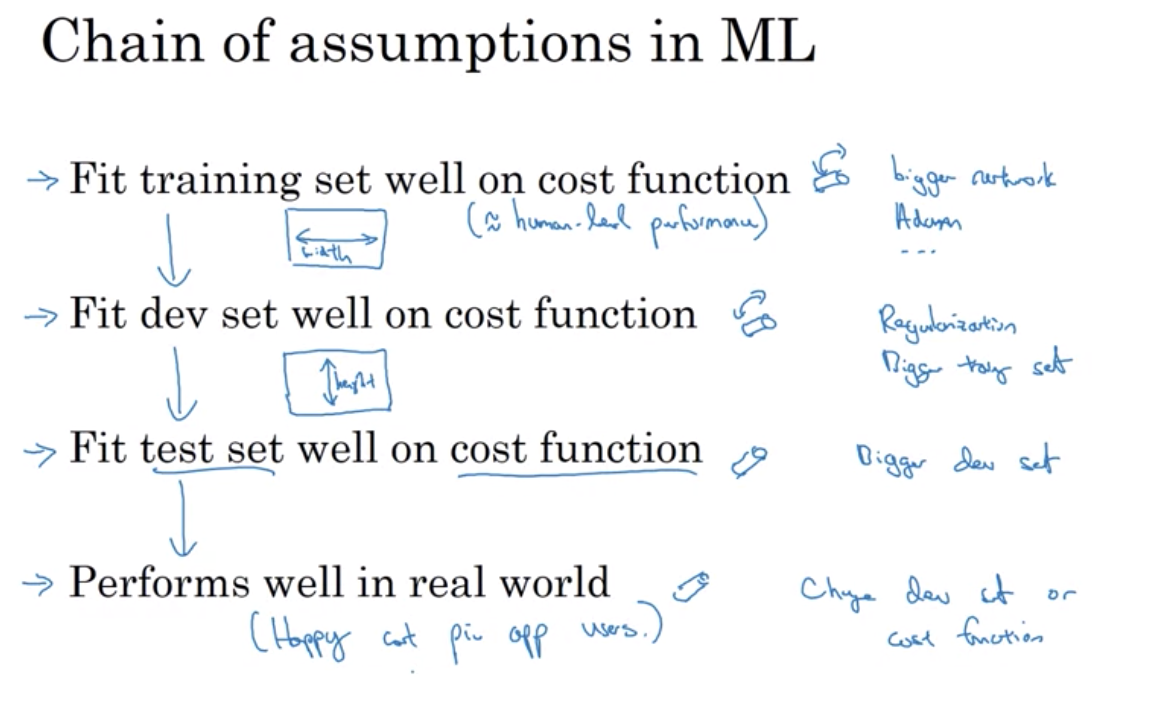 Chain of assumptions in ML
→ Fit training set well on cost function
bigger network
(≈ human-level performance)
Adam
width
...
→ Fit dev set well on cost function
Regularization
Bigger set
height
→ Fit test set well on cost function
Bigger dev set
→ Performs well in real world
Change dev set or
(Happy cat pic app users.)
cost function